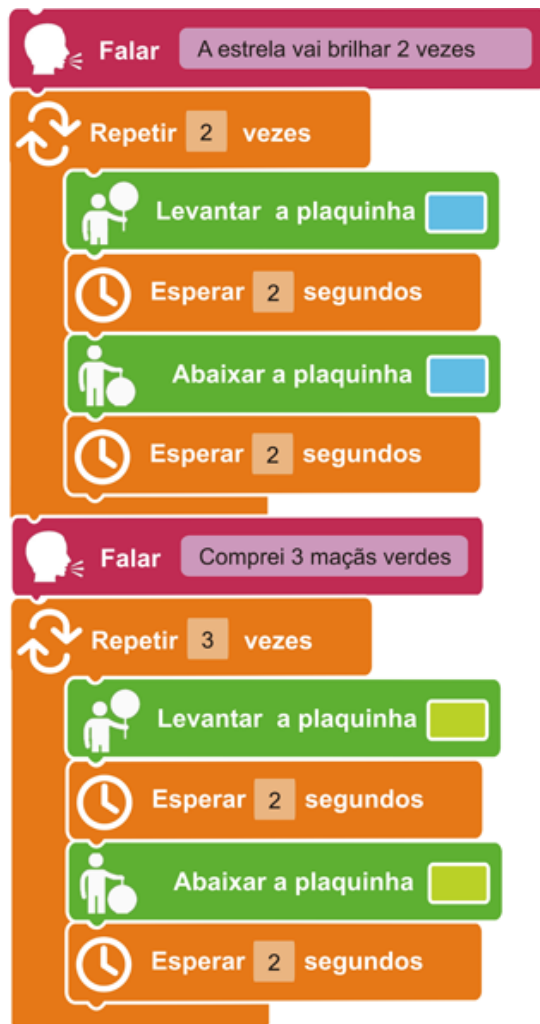 Falar A estrela vai brilhar 2 vezes
Repetir 2 vezes
Levantar a plaquinha
Esperar 2 segundos
Abaixar a plaquinha
Esperar 2 segundos
Falar Comprei 3 maçãs verdes
Repetir 3 vezes
Levantar a plaquinha
Esperar 2 segundos
Abaixar a plaquinha
Esperar 2 segundos